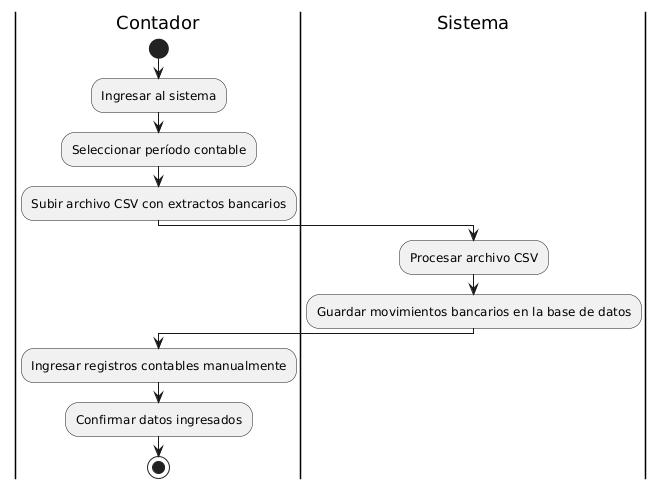 Contador
Sistema
Ingresar al sistema
Seleccionar período contable
Subir archivo CSV con extractos bancarios
Procesar archivo CSV
Guardar movimientos bancarios en la base de datos
Ingresar registros contables manualmente
Confirmar datos ingresados